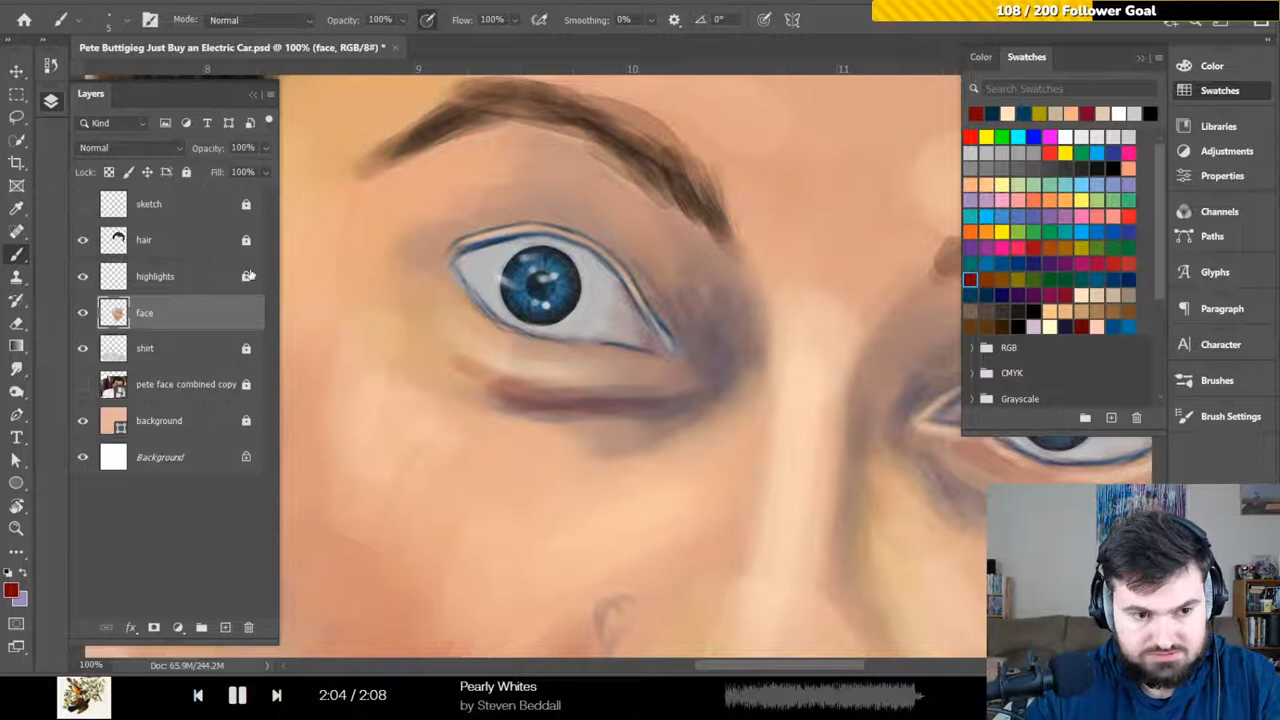 Mode: Normal Opacity: 100% Flow: 100% Smoothing: 0% 0°
5
108 / 200 Follower Goal
Pete Buttigieg Just Buy an Electric Car.psd @ 100% (face, RGB/8#) *
8 9 10 11
Layers
Kind
Normal Opacity: 100%
Lock: Fill: 100%
sketch
hair
highlights
face
shirt
pete face combined copy
background
Background
fx
100% Doc: 65.9M/244.2M
Color Swatches
Search Swatches
RGB
CMYK
Grayscale
Color
Swatches
Libraries
Adjustments
Properties
Channels
Paths
Glyphs
Paragraph
Character
Brushes
Brush Settings
2:04 / 2:08
Pearly Whites
by Steven Beddall